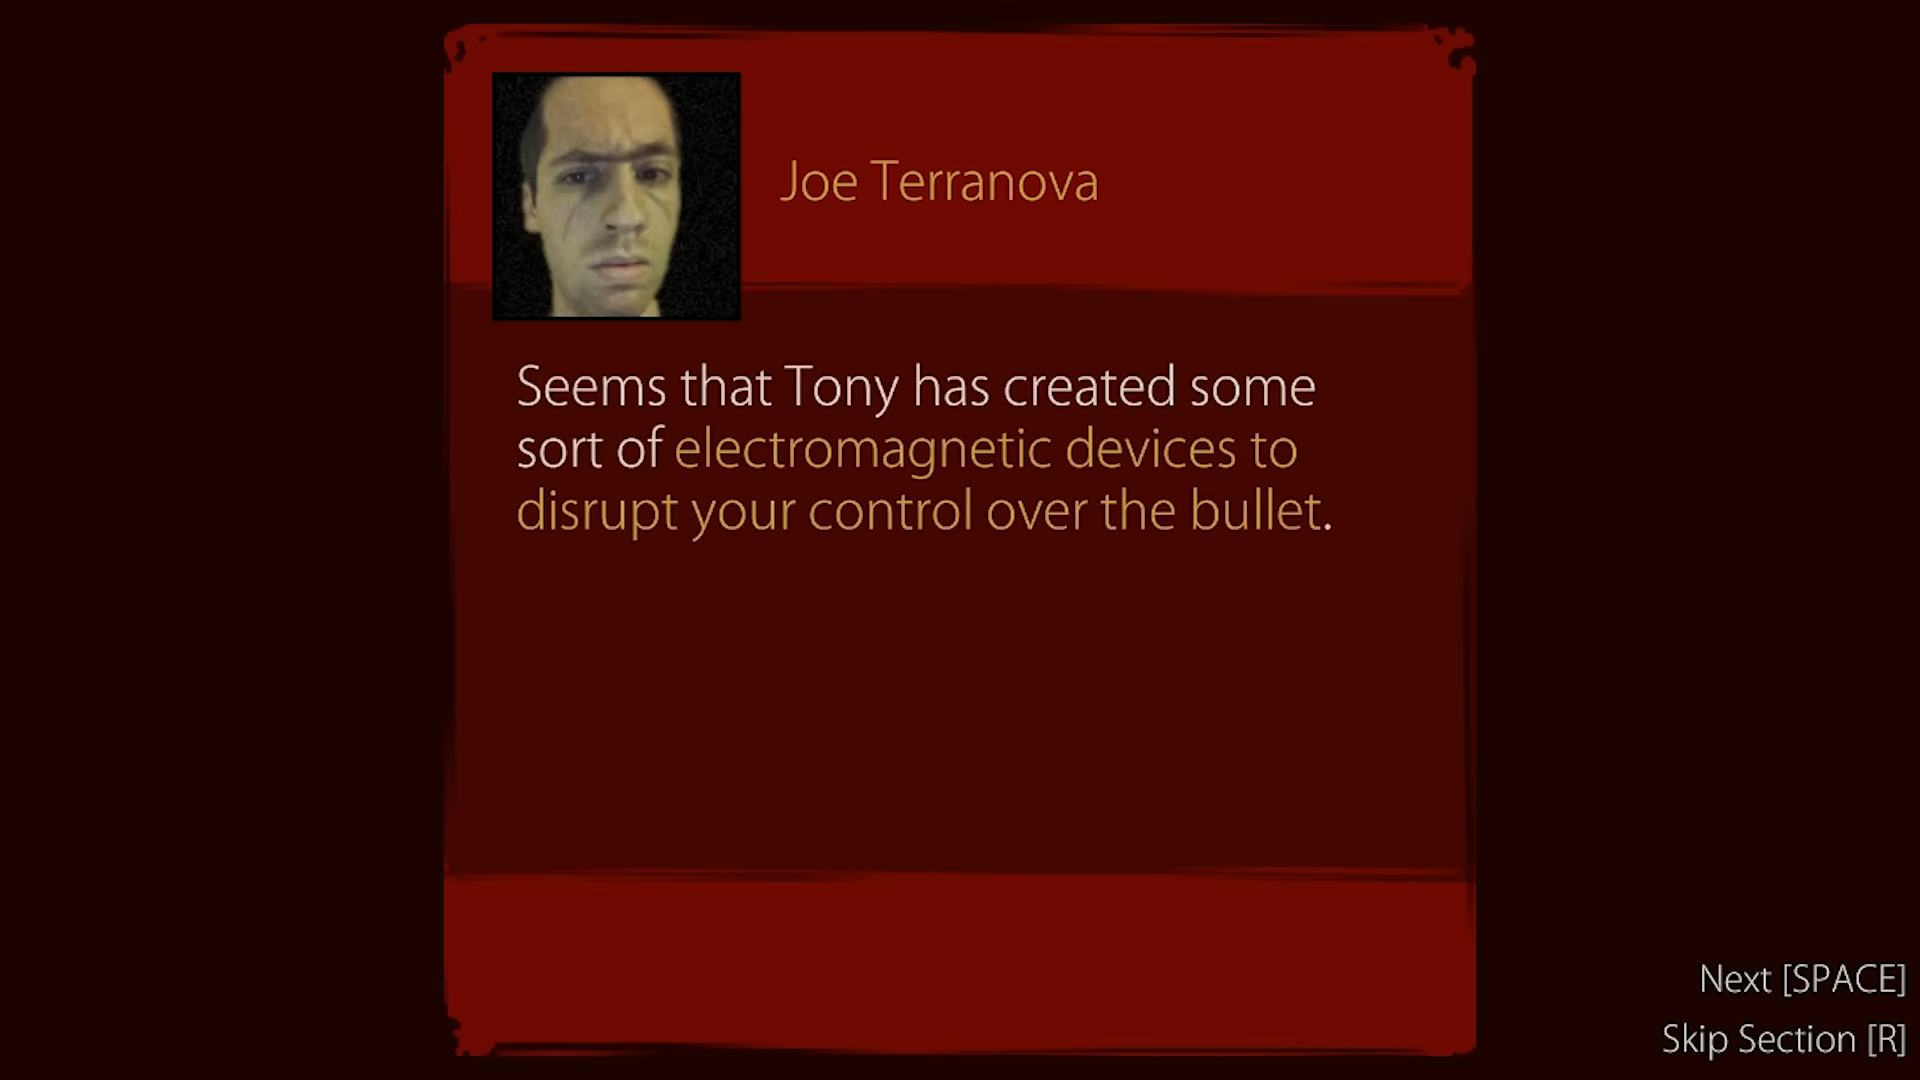 Joe Terranova
Seems that Tony has created some
sort of electromagnetic devices to
disrupt your control over the bullet.
Next [SPACE]
Skip Section [R]